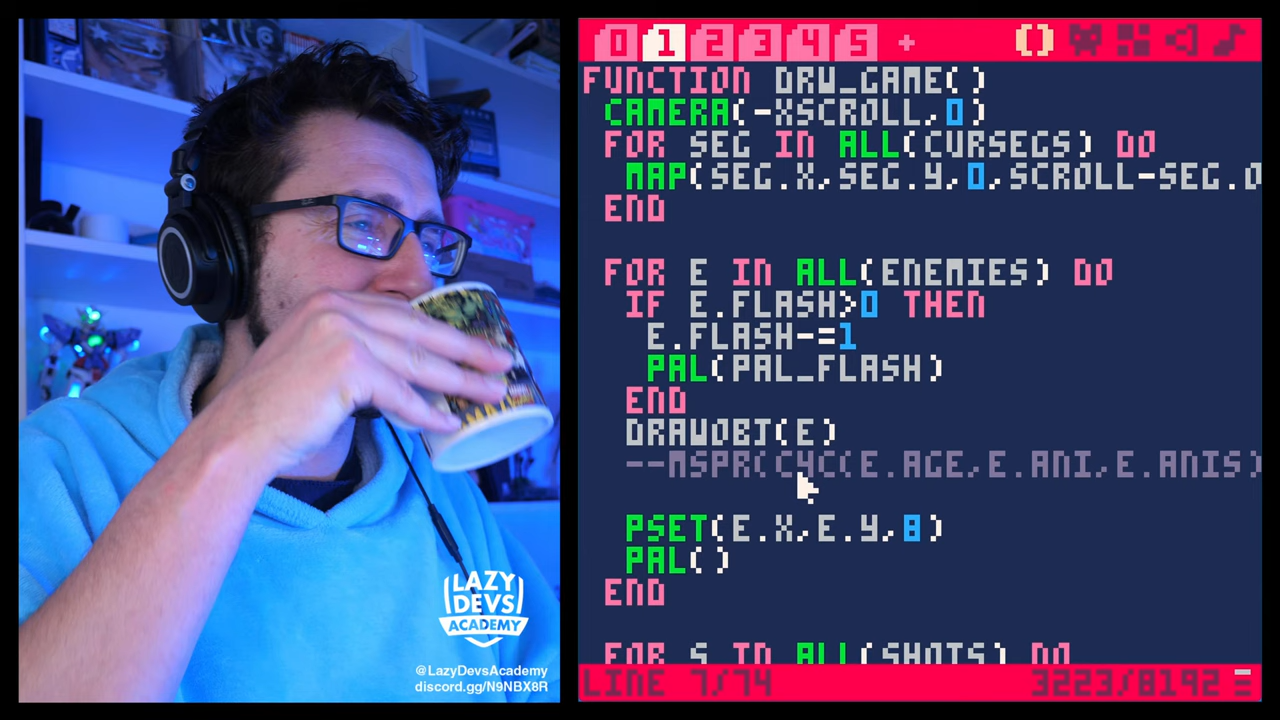 LAZY
DEVS
ACADEMY
@LazyDevsAcademy
discord.gg/N9NBX8R
0 1 2 3 4 5 +
FUNCTION DRW_GAME()
CAMERA(-XSCROLL,0)
FOR SEG IN ALL(CURSEGS) DO
MAP(SEG.X,SEG.Y,0,SCROLL-SEG.O
END
FOR E IN ALL(ENEMIES) DO
IF E.FLASH>0 THEN
E.FLASH-=1
PAL(PAL_FLASH)
END
DRAWOBJ(E)
--MSPR(CYC(E.AGE,E.ANI,E.ANIS)
PSET(E.X,E.Y,8)
PAL()
END
FOR S IN ALL(SHOTS) DO
LINE 7/74
3223/8192